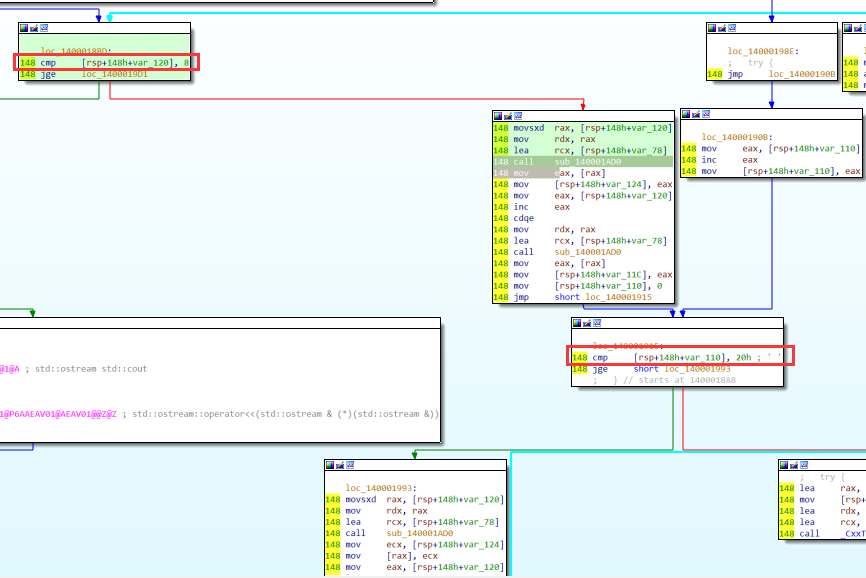 loc_1400018BD:
148 cmp [rsp+148h+var_120], 8
148 jge loc_1400019D1
loc_14000198E:
; try {
148 jmp loc_14000190B
148
148
148
148 movsxd rax, [rsp+148h+var_120]
148 mov rdx, rax
148 lea rcx, [rsp+148h+var_78]
148 call sub_140001AD0
148 mov eax, [rax]
148 mov [rsp+148h+var_124], eax
148 mov eax, [rsp+148h+var_120]
148 inc eax
148 cdqe
148 mov rdx, rax
148 lea rcx, [rsp+148h+var_78]
148 call sub_140001AD0
148 mov eax, [rax]
148 mov [rsp+148h+var_11C], eax
148 mov [rsp+148h+var_110], 0
148 jmp short loc_140001915
loc_14000190B:
148 mov eax, [rsp+148h+var_110]
148 inc eax
148 mov [rsp+148h+var_110], eax
@1@A ; std::ostream std::cout
1@P6AAEAV01@AEAV01@@Z@Z ; std::ostream::operator<<(std::ostream & (*)(std::ostream &))
loc_140001915:
148 cmp [rsp+148h+var_110], 20h ; ' '
148 jge short loc_140001993
; } // starts at 1400018A8
loc_140001993:
148 movsxd rax, [rsp+148h+var_120]
148 mov rdx, rax
148 lea rcx, [rsp+148h+var_78]
148 call sub_140001AD0
148 mov ecx, [rsp+148h+var_124]
148 mov [rax], ecx
148 mov eax, [rsp+148h+var_120]
; try {
148 lea rax,
148 mov [rsp+
148 lea rdx,
148 lea rcx,
148 call _CxxT